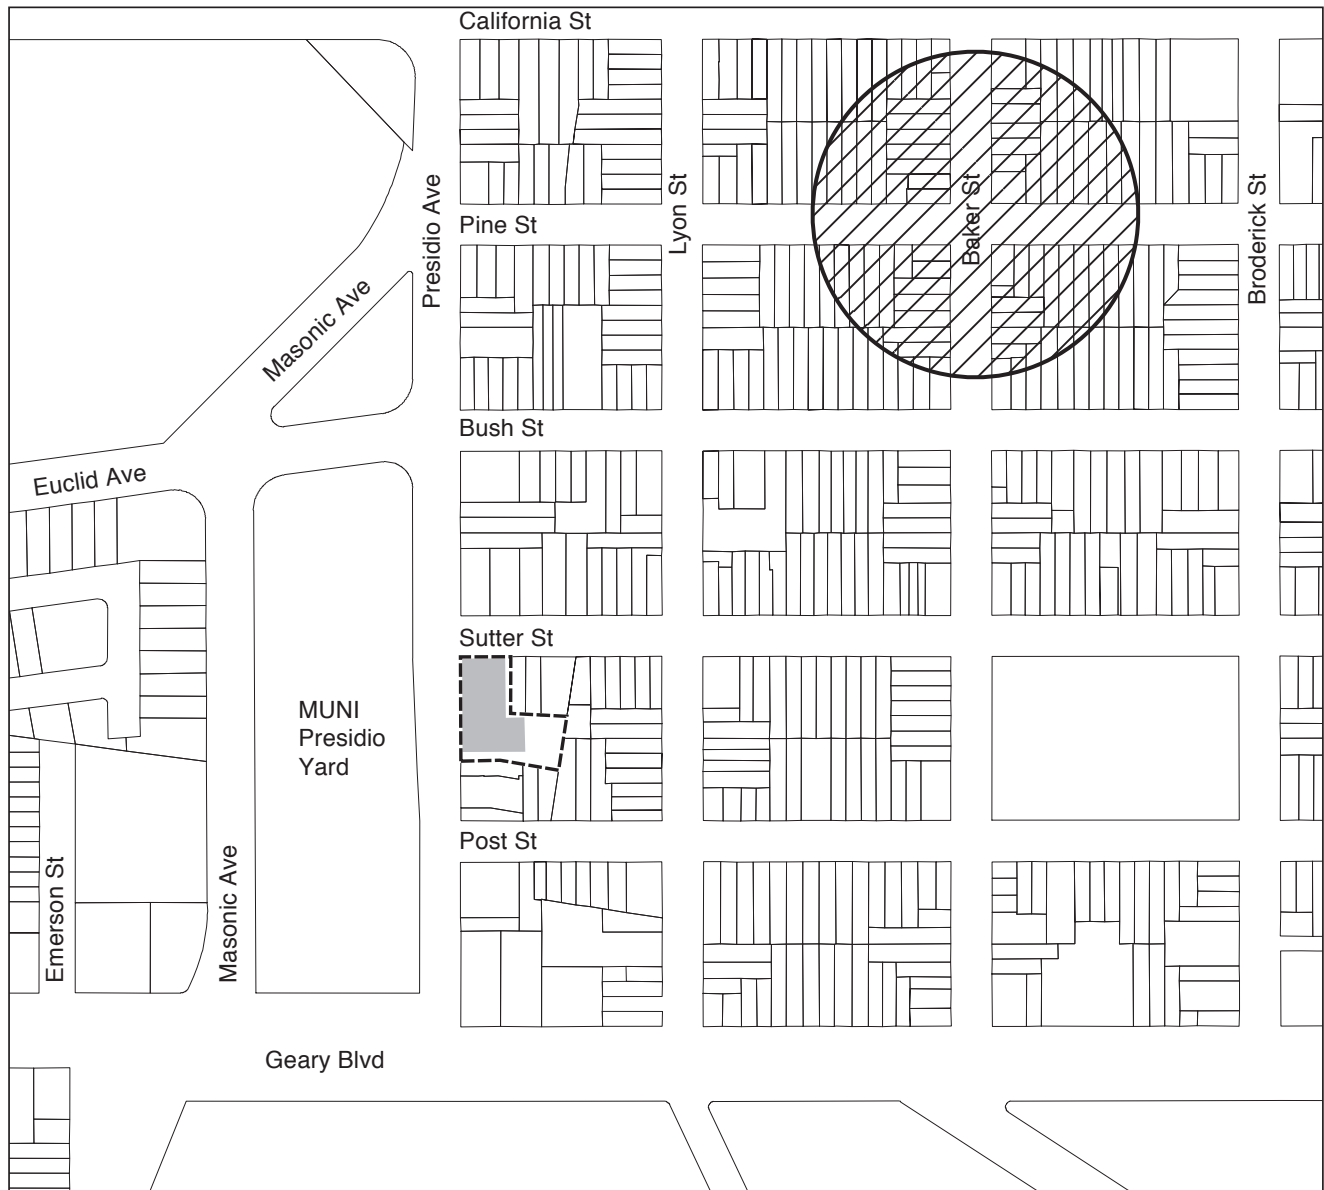 California St
Presidio Ave
Lyon St
Baker St
Broderick St
Pine St
Masonic Ave
Bush St
Euclid Ave
Sutter St
MUNI
Presidio
Yard
Post St
Emerson St
Masonic Ave
Geary Blvd